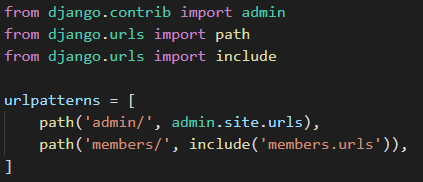 from django.contrib import admin
from django.urls import path
from django.urls import include

urlpatterns = [
    path('admin/', admin.site.urls),
    path('members/', include('members.urls')),
]